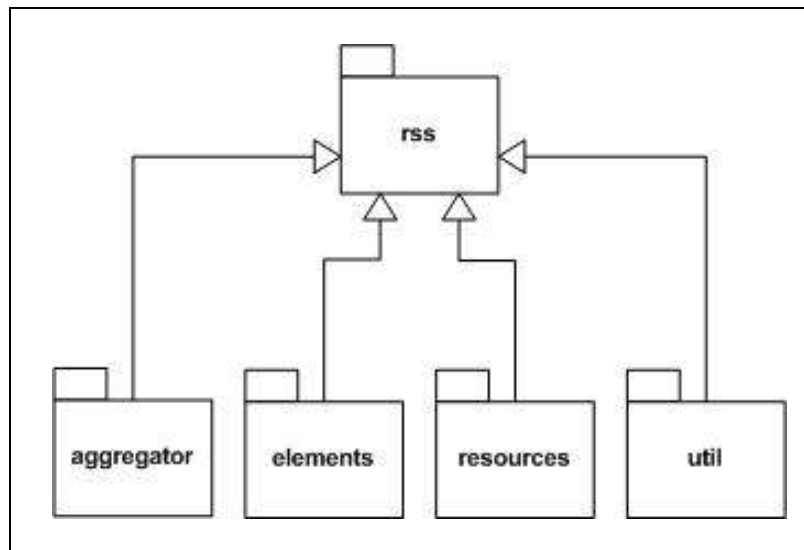 rss
aggregator
elements
resources
util